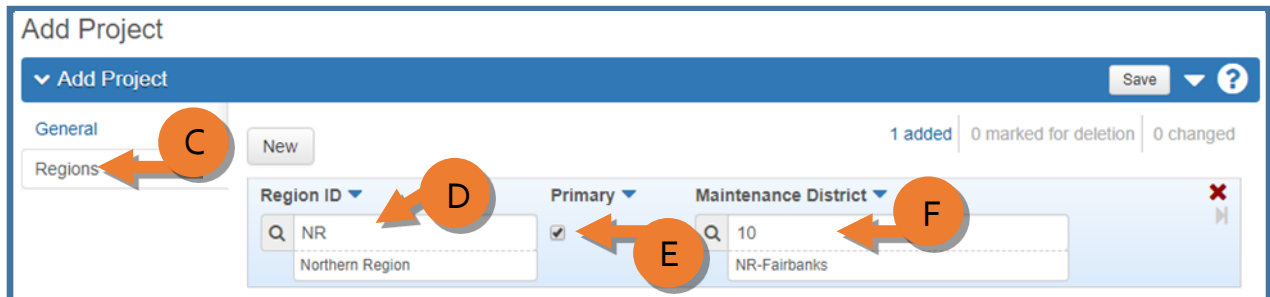 Add Project
Add Project Save ?
General
C
New
1 added 0 marked for deletion 0 changed
Regions
Region ID Primary Maintenance District
D
F
NR 10
E
Northern Region NR-Fairbanks